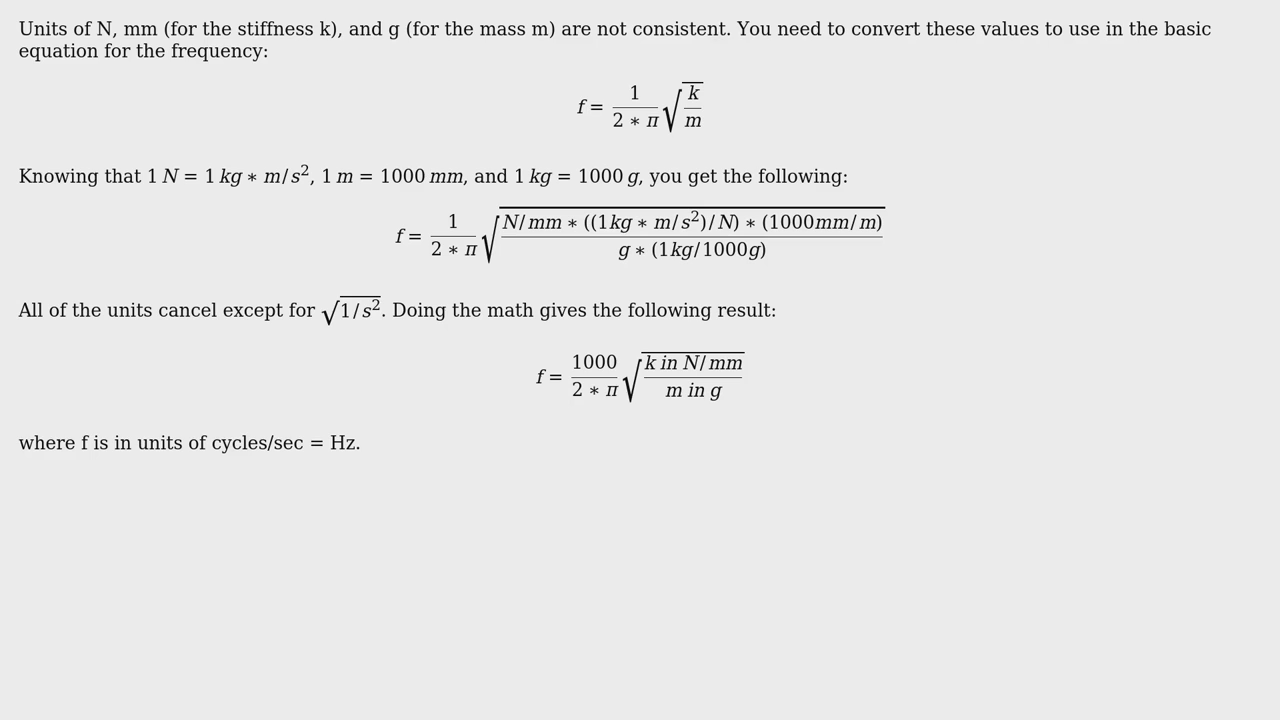 Units of N, mm (for the stiffness k), and g (for the mass m) are not consistent. You need to convert these values to use in the basic
equation for the frequency:
f = 1/(2 ∗ π) √(k/m)
Knowing that 1 N = 1 kg ∗ m/s², 1 m = 1000 mm, and 1 kg = 1000 g, you get the following:
f = 1/(2 ∗ π) √((N/mm ∗ ((1kg ∗ m/s²)/N) ∗ (1000mm/m))/(g ∗ (1kg/1000g)))
All of the units cancel except for √(1/s²). Doing the math gives the following result:
f = 1000/(2 ∗ π) √((k in N/mm)/(m in g))
where f is in units of cycles/sec = Hz.